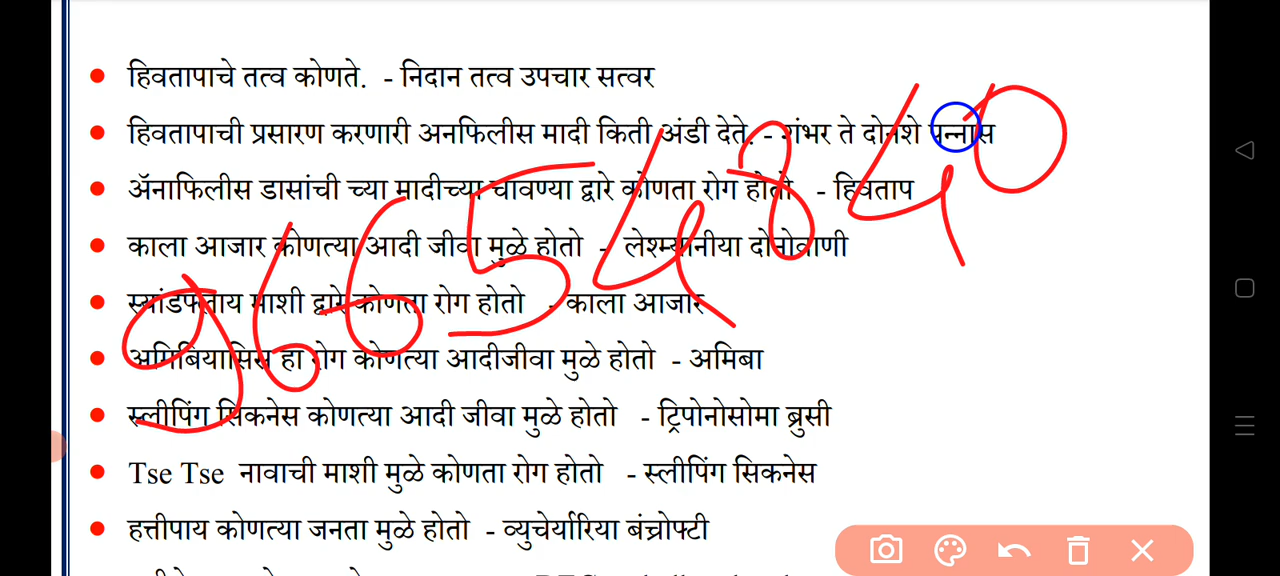 हिवतापाचे तत्व कोणते. - निदान तत्व उपचार सत्वर
हिवतापाची प्रसारण करणारी अनफिलीस मादी किती अंडी देते. - शंभर ते दोनशे पन्नास
ॲनाफिलीस डासांची च्या मादीच्या चावण्या द्वारे कोणता रोग होतो - हिवताप
काला आजार कोणत्या आदी जीवा मुळे होतो - लेश्म्यानीया दोनोवाणी
स्यांडफ्लाय माशी द्वारे कोणता रोग होतो - काला आजार
अमिबियासिस हा रोग कोणत्या आदीजीवा मुळे होतो - अमिबा
स्लीपिंग सिकनेस कोणत्या आदी जीवा मुळे होतो - ट्रिपोनोसोमा ब्रुसी
Tse Tse नावाची माशी मुळे कोणता रोग होतो - स्लीपिंग सिकनेस
हत्तीपाय कोणत्या जनता मुळे होतो - व्युचेर्यारिया बंच्रोफ्टी